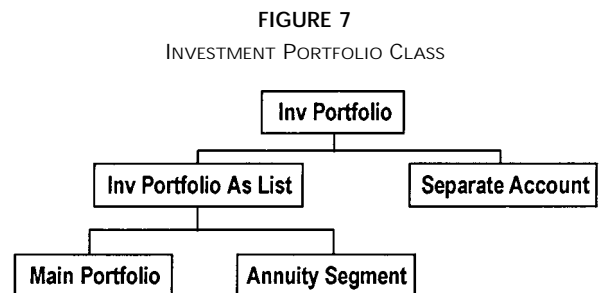 FIGURE 7
INVESTMENT PORTFOLIO CLASS
Inv Portfolio
Inv Portfolio As List
Separate Account
Main Portfolio
Annuity Segment